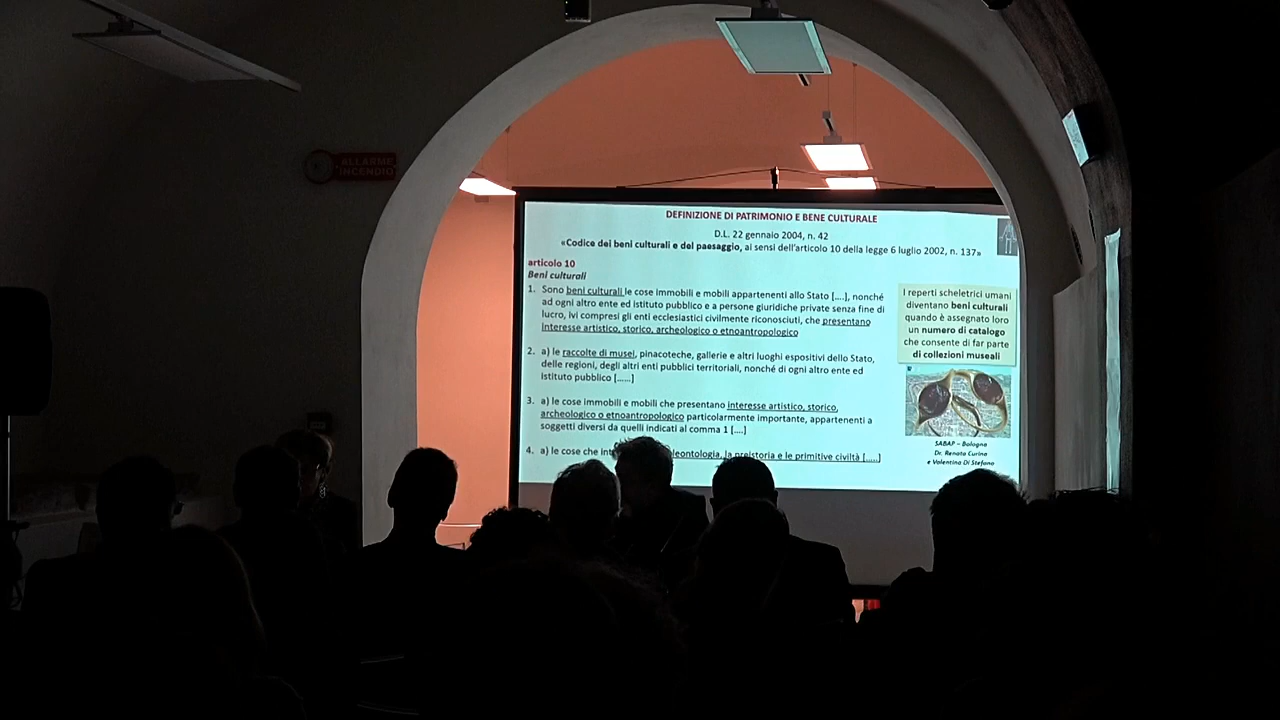 ALLARME
INCENDIO
DEFINIZIONE DI PATRIMONIO E BENE CULTURALE
D.L. 22 gennaio 2004, n. 42
«Codice dei beni culturali e del paesaggio, ai sensi dell'articolo 10 della legge 6 luglio 2002, n. 137»
articolo 10
Beni culturali
1. Sono beni culturali le cose immobili e mobili appartenenti allo Stato [....], nonché
ad ogni altro ente ed istituto pubblico e a persone giuridiche private senza fine di
lucro, ivi compresi gli enti ecclesiastici civilmente riconosciuti, che presentano
interesse artistico, storico, archeologico o etnoantropologico
2. a) le raccolte di musei, pinacoteche, gallerie e altri luoghi espositivi dello Stato,
delle regioni, degli altri enti pubblici territoriali, nonché di ogni altro ente ed
istituto pubblico [......]
3. a) le cose immobili e mobili che presentano interesse artistico, storico,
archeologico o etnoantropologico particolarmente importante, appartenenti a
soggetti diversi da quelli indicati al comma 1 [....]
4. a) le cose che int leontologia, la preistoria e le primitive civiltà [.....]
I reperti scheletrici umani
diventano beni culturali
quando è assegnato loro
un numero di catalogo
che consente di far parte
di collezioni museali
SABAP – Bologna
Dr. Renata Curina
e Valentina Di Stefano